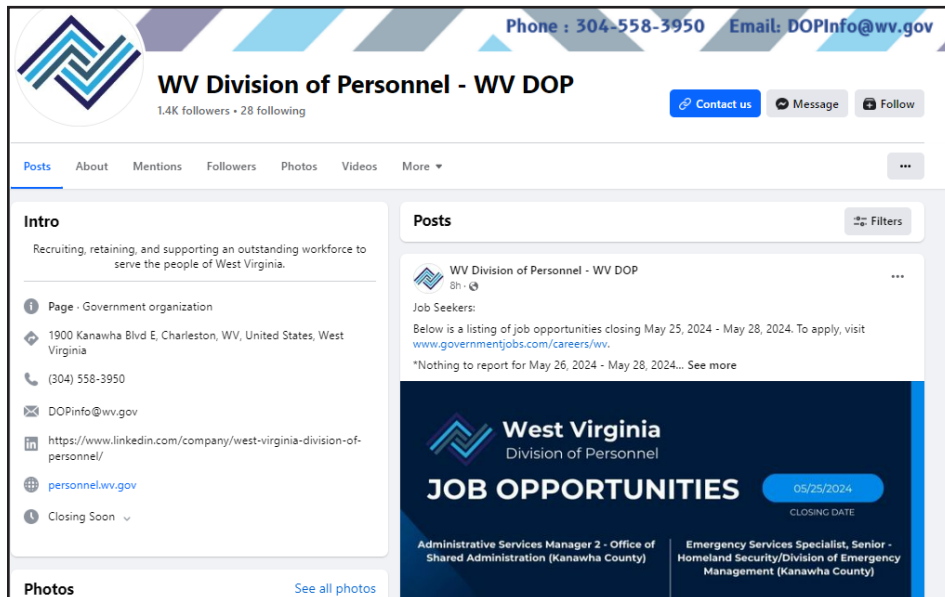 Phone : 304-558-3950 Email: DOPInfo@wv.gov
WV Division of Personnel - WV DOP
1.4K followers • 28 following
Contact us
Message
Follow
Posts
About
Mentions
Followers
Photos
Videos
More
Intro
Recruiting, retaining, and supporting an outstanding workforce to
serve the people of West Virginia.
Page · Government organization
1900 Kanawha Blvd E, Charleston, WV, United States, West
Virginia
(304) 558-3950
DOPinfo@wv.gov
https://www.linkedin.com/company/west-virginia-division-of-
personnel/
personnel.wv.gov
Closing Soon
Photos
See all photos
Posts
Filters
WV Division of Personnel - WV DOP
8h ·
Job Seekers:
Below is a listing of job opportunities closing May 25, 2024 - May 28, 2024. To apply, visit
www.governmentjobs.com/careers/wv.
*Nothing to report for May 26, 2024 - May 28, 2024... See more
West Virginia
Division of Personnel
JOB OPPORTUNITIES
05/25/2024
CLOSING DATE
Administrative Services Manager 2 - Office of
Shared Administration (Kanawha County)
Emergency Services Specialist, Senior -
Homeland Security/Division of Emergency
Management (Kanawha County)